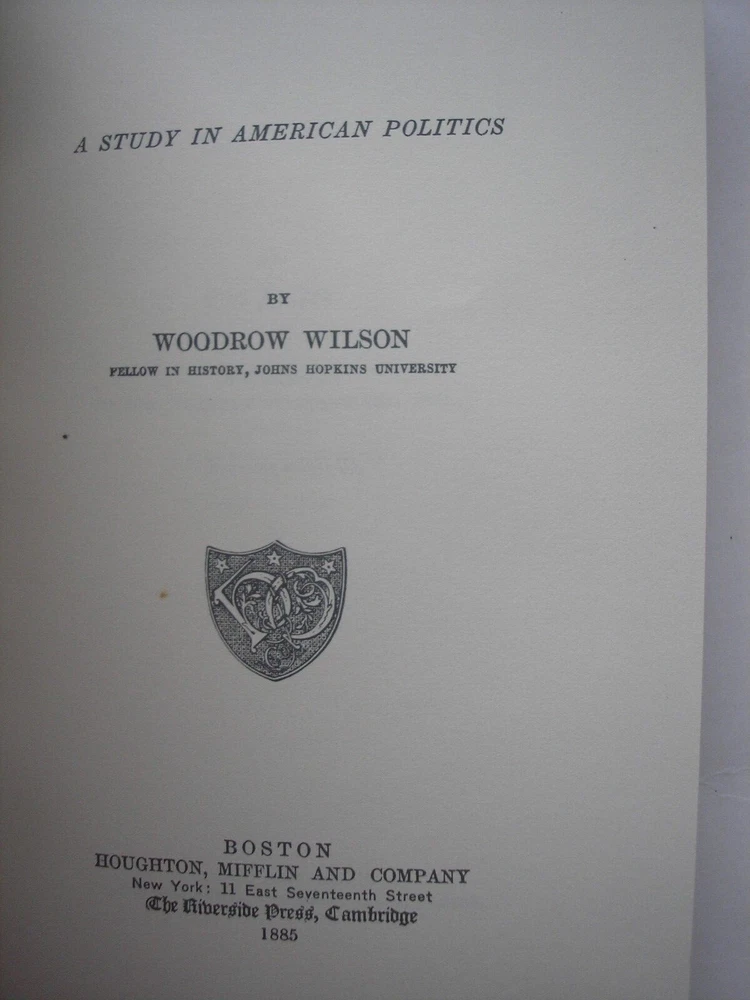 A STUDY IN AMERICAN POLITICS
BY
WOODROW WILSON
FELLOW IN HISTORY, JOHNS HOPKINS UNIVERSITY
BOSTON
HOUGHTON, MIFFLIN AND COMPANY
New York: 11 East Seventeenth Street
The Riverside Press, Cambridge
1885